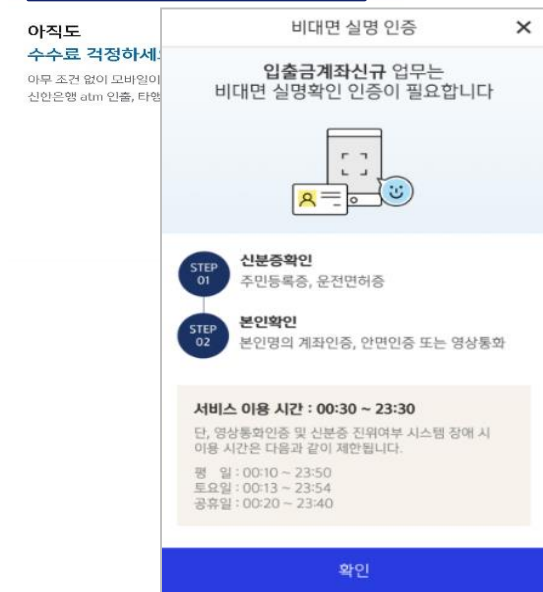 아직도
수수료 걱정하세
아무 조건 없이 모바일이
신한은행 atm 인출, 타행
비대면 실명 인증
입출금계좌신규 업무는
비대면 실명확인 인증이 필요합니다
STEP
01
신분증확인
주민등록증, 운전면허증
STEP
02
본인확인
본인명의 계좌인증, 안면인증 또는 영상통화
서비스 이용 시간 : 00:30 ~ 23:30
단, 영상통화인증 및 신분증 진위여부 시스템 장애 시
이용 시간은 다음과 같이 제한됩니다.
평 일 : 00:10 ~ 23:50
토요일 : 00:13 ~ 23:54
공휴일 : 00:20 ~ 23:40
확인